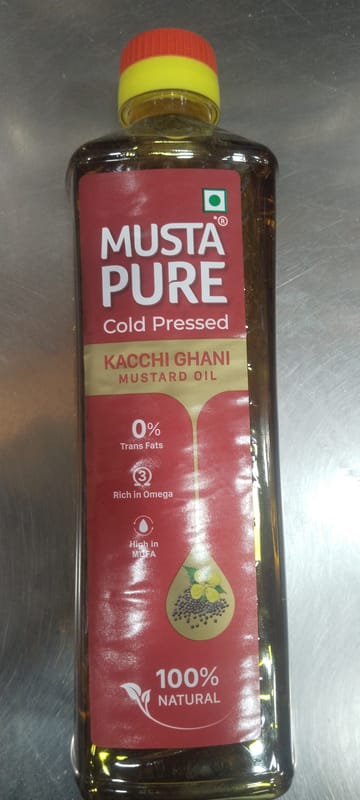 MUSTA®
PURE
Cold Pressed
KACCHI GHANI
MUSTARD OIL
0%
Trans Fats
3
Rich in Omega
High in
MUFA
100%
NATURAL